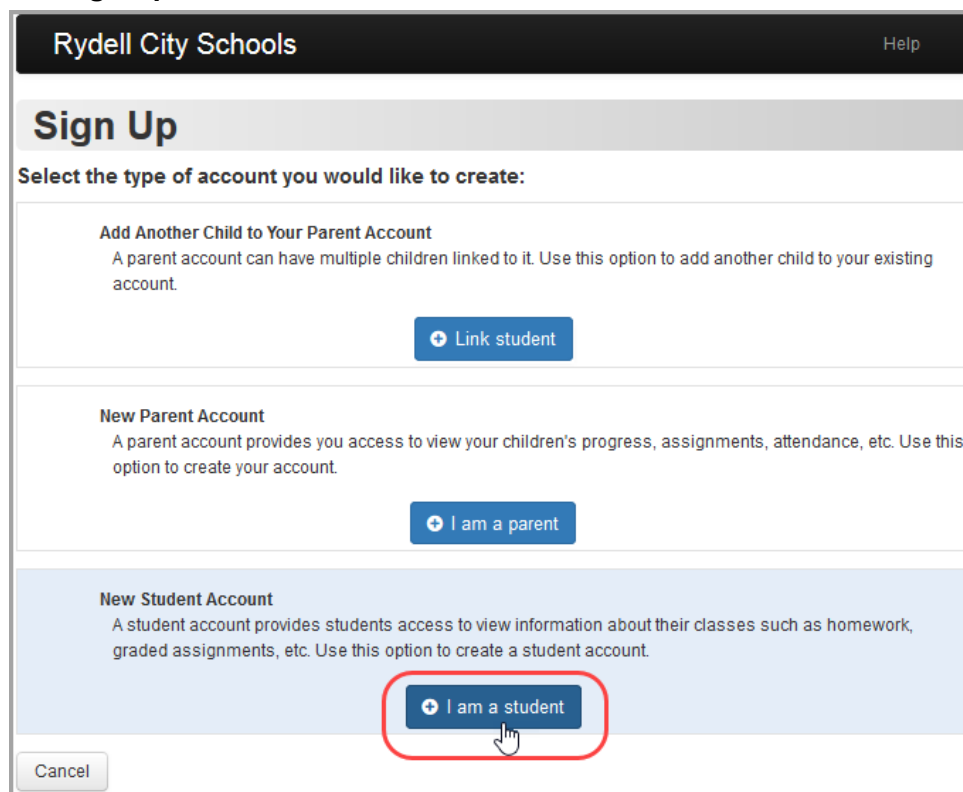 Rydell City Schools Help
Sign Up
Select the type of account you would like to create:
Add Another Child to Your Parent Account
A parent account can have multiple children linked to it. Use this option to add another child to your existing
account.
Link student
New Parent Account
A parent account provides you access to view your children's progress, assignments, attendance, etc. Use this
option to create your account.
I am a parent
New Student Account
A student account provides students access to view information about their classes such as homework,
graded assignments, etc. Use this option to create a student account.
I am a student
Cancel